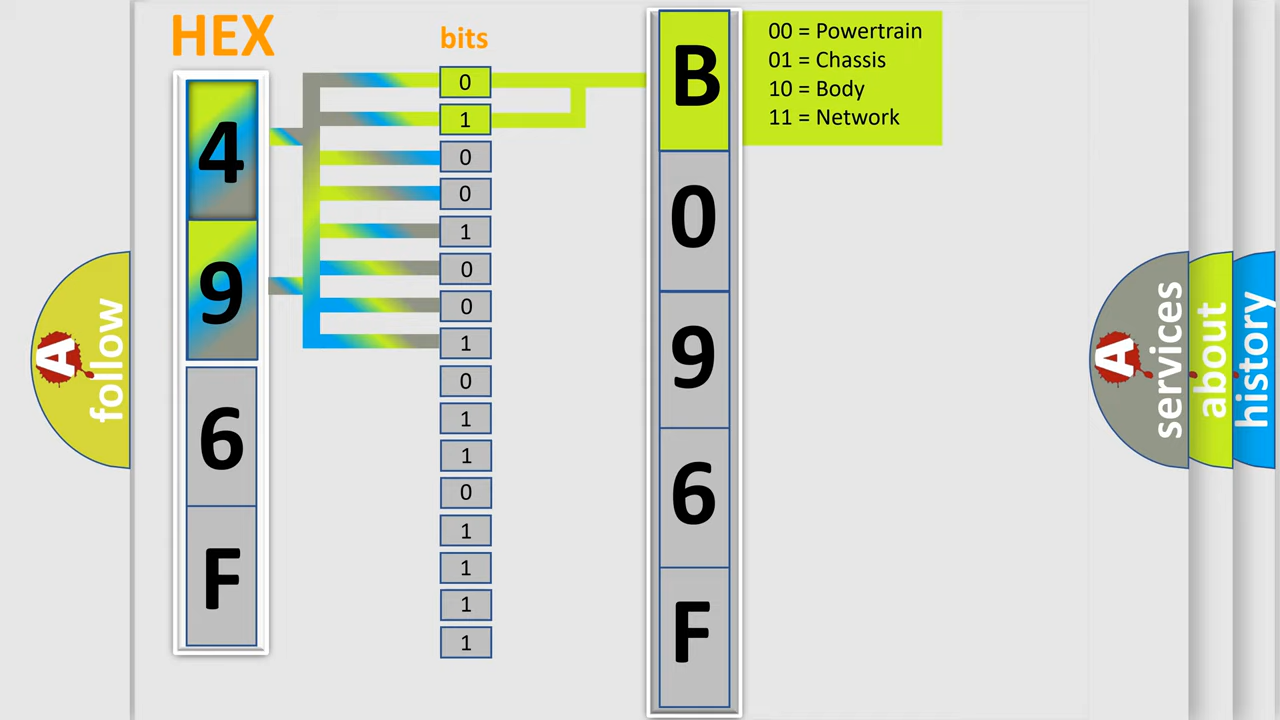 HEX
bits
4
9
6
F
0
1
0
0
1
0
0
1
0
1
1
0
1
1
1
1
B
0
9
6
F
00 = Powertrain
01 = Chassis
10 = Body
11 = Network
A
follow
A
services
about
history